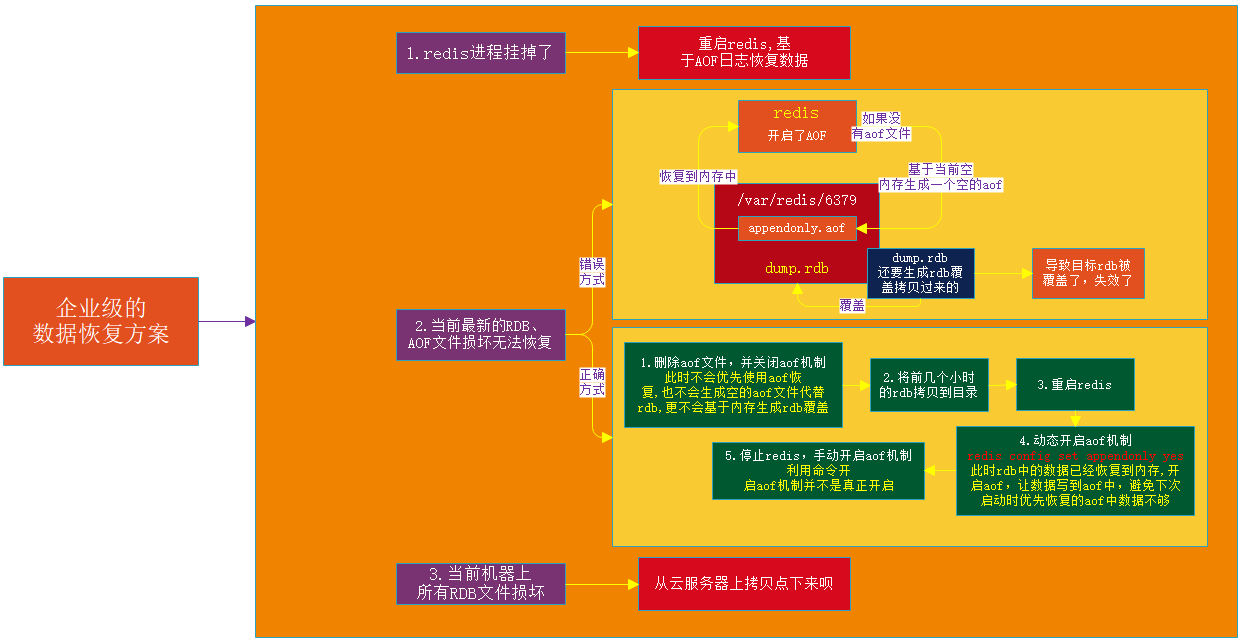 企业级的
数据恢复方案
1.redis进程挂掉了
重启redis,基
于AOF日志恢复数据
redis
开启了AOF
如果没
有aof文件
恢复到内存中
基于当前空
内存生成一个空的aof
/var/redis/6379
appendonly.aof
dump.rdb
dump.rdb
还要生成rdb覆
盖拷贝过来的
导致目标rdb被
覆盖了，失效了
覆盖
错误
方式
2.当前最新的RDB、
AOF文件损坏无法恢复
正确
方式
1.删除aof文件，并关闭aof机制
此时不会优先使用aof恢
复,也不会生成空的aof文件代替
rdb,更不会基于内存生成rdb覆盖
2.将前几个小时
的rdb拷贝到目录
3.重启redis
4.动态开启aof机制
redis config set appendonly yes
此时rdb中的数据已经恢复到内存,开
启aof，让数据写到aof中，避免下次
启动时优先恢复的aof中数据不够
5.停止redis，手动开启aof机制
利用命令开
启aof机制并不是真正开启
3.当前机器上
所有RDB文件损坏
从云服务器上拷贝点下来呗